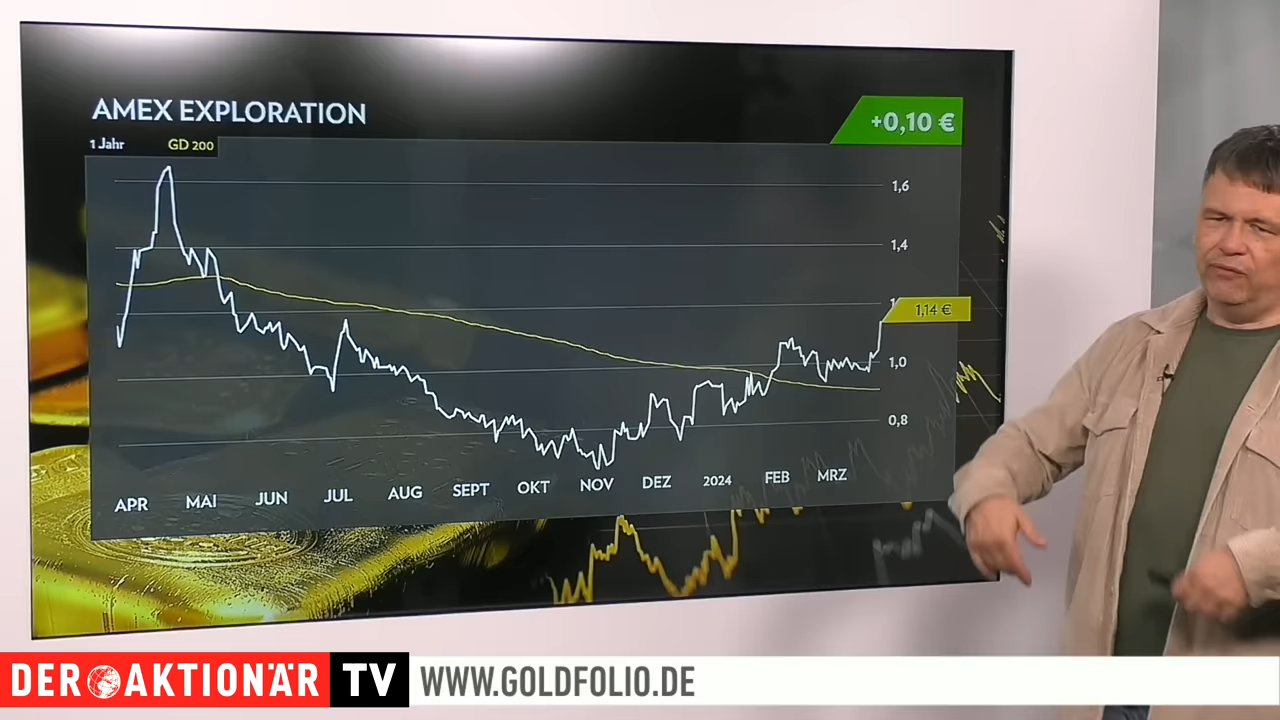 AMEX EXPLORATION
+0,10 €
1 Jahr GD 200
1,6
1,4
1,14 €
1,0
0,8
APR MAI JUN JUL AUG SEPT OKT NOV DEZ 2024 FEB MRZ
DER AKTIONÄR TV WWW.GOLDFOLIO.DE